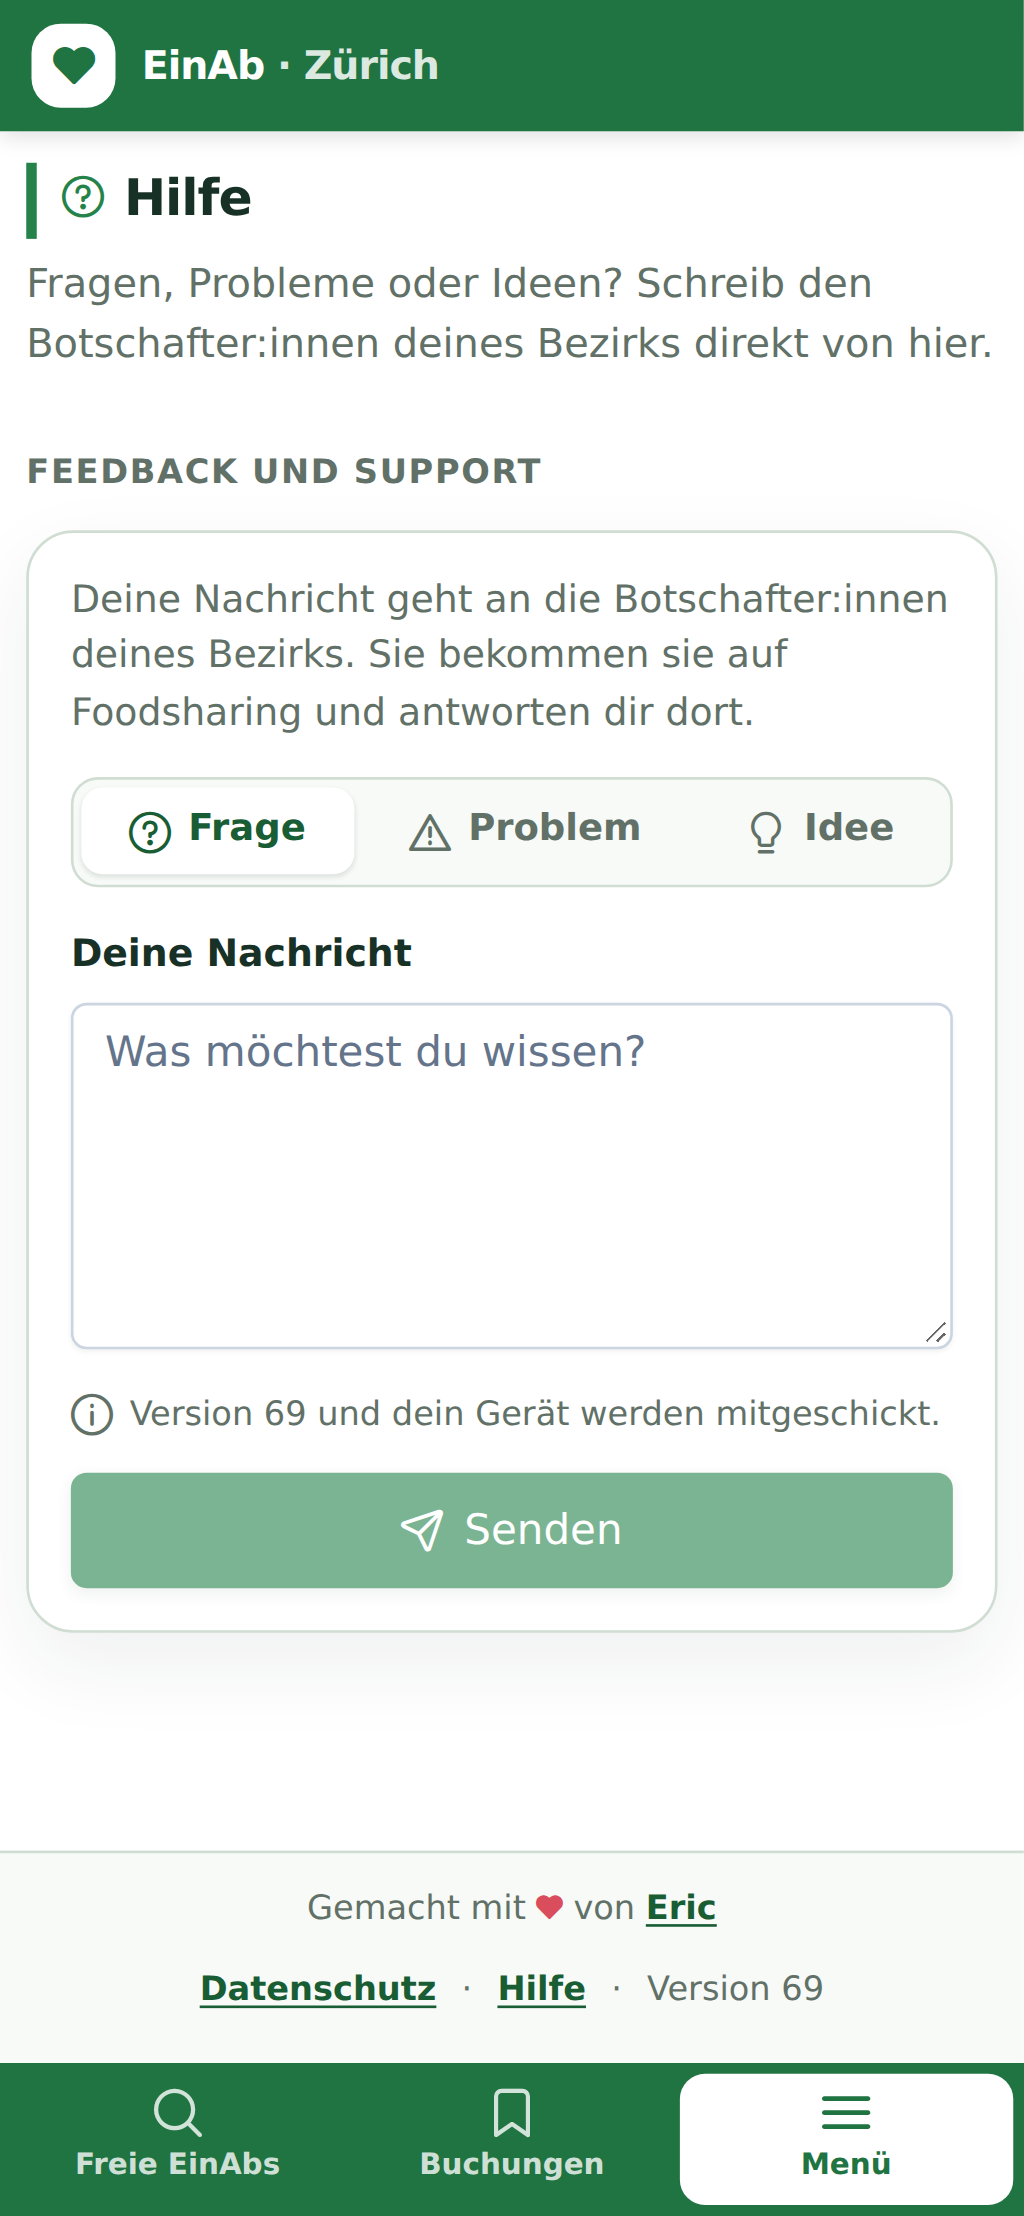 EinAb · Zürich
Hilfe
Fragen, Probleme oder Ideen? Schreib den
Botschafter:innen deines Bezirks direkt von hier.
FEEDBACK UND SUPPORT
Deine Nachricht geht an die Botschafter:innen
deines Bezirks. Sie bekommen sie auf
Foodsharing und antworten dir dort.
Frage Problem Idee
Deine Nachricht
Was möchtest du wissen?
Version 69 und dein Gerät werden mitgeschickt.
Senden
Gemacht mit ♥ von Eric
Datenschutz · Hilfe · Version 69
Freie EinAbs Buchungen Menü